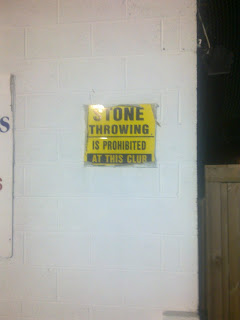 STONE
THROWING
IS PROHIBITED
AT THIS CLUB